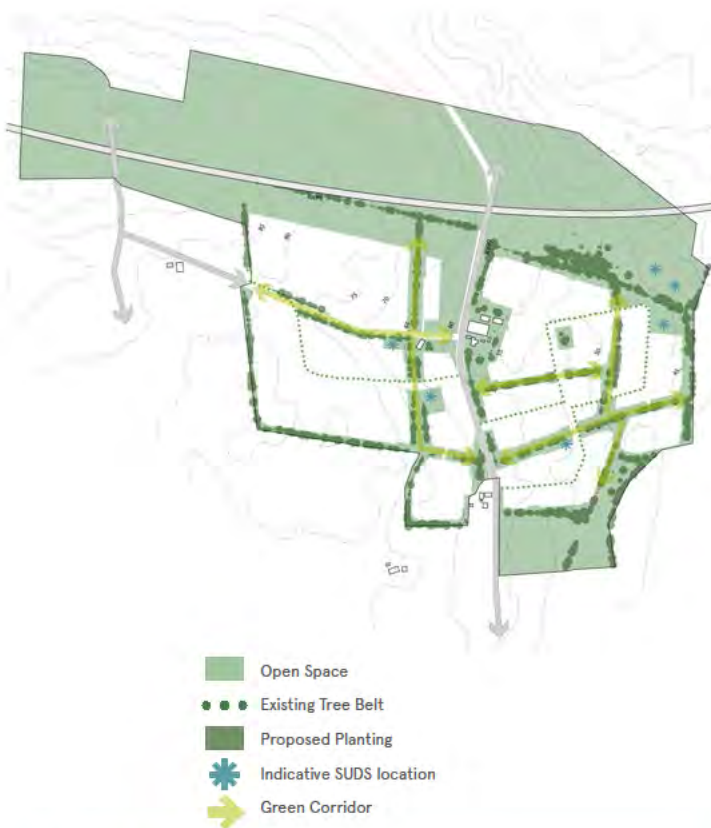 Open Space
Existing Tree Belt
Proposed Planting
Indicative SUDS location
Green Corridor